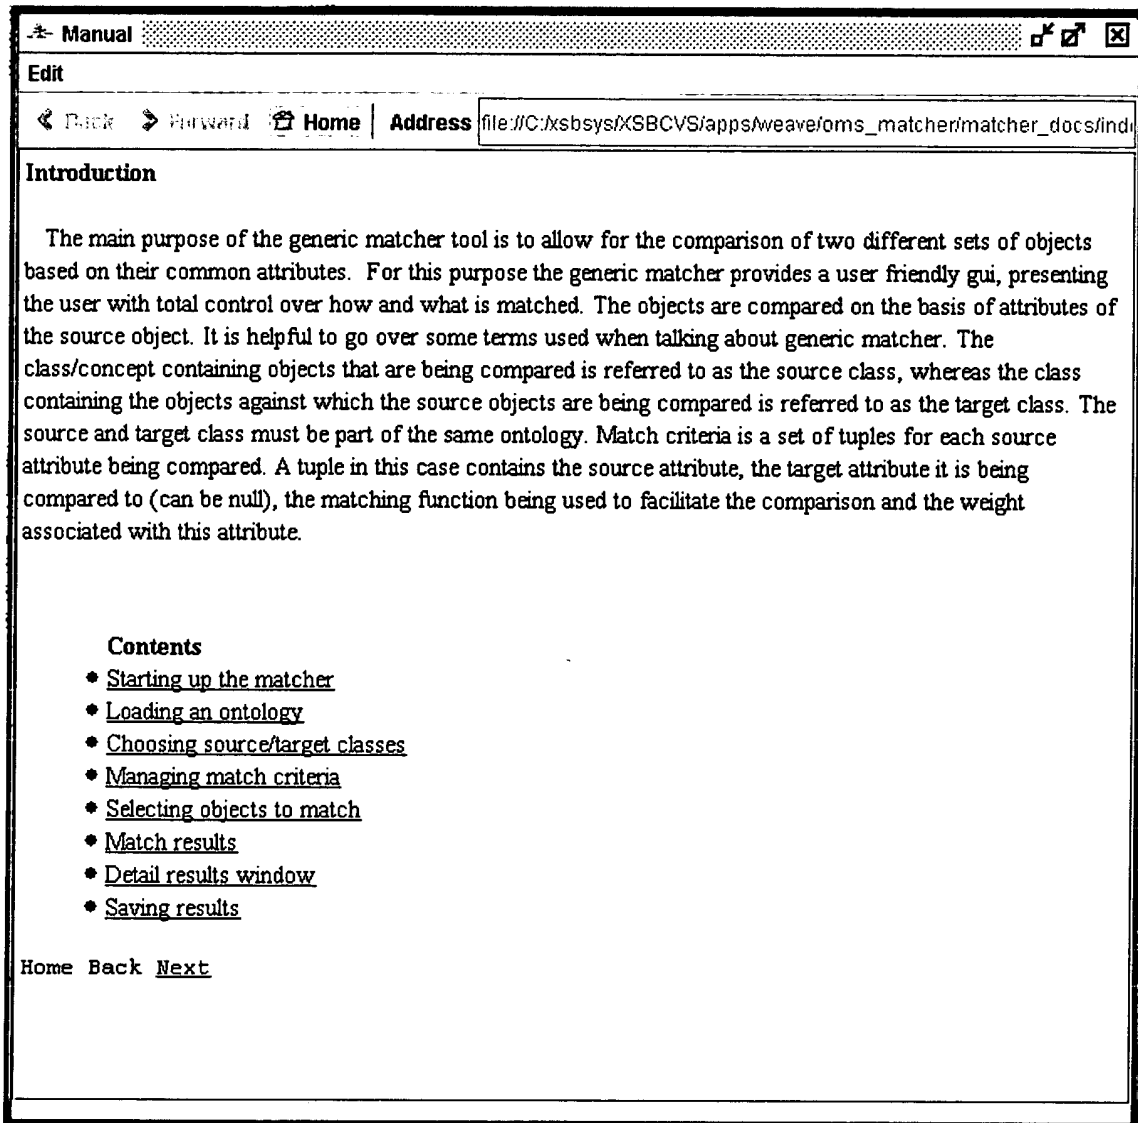 Manual
Edit
Back Forward Home Address file://C:/xsbsys/XSBCVS/apps/weave/oms_matcher/matcher_docs/ind
Introduction
The main purpose of the generic matcher tool is to allow for the comparison of two different sets of objects
based on their common attributes. For this purpose the generic matcher provides a user friendly gui, presenting
the user with total control over how and what is matched. The objects are compared on the basis of attributes of
the source object. It is helpful to go over some terms used when talking about generic matcher. The
class/concept containing objects that are being compared is referred to as the source class, whereas the class
containing the objects against which the source objects are being compared is referred to as the target class. The
source and target class must be part of the same ontology. Match criteria is a set of tuples for each source
attribute being compared. A tuple in this case contains the source attribute, the target attribute it is being
compared to (can be null), the matching function being used to facilitate the comparison and the weight
associated with this attribute.
Contents
Starting up the matcher
Loading an ontology
Choosing source/target classes
Managing match criteria
Selecting objects to match
Match results
Detail results window
Saving results
Home Back Next